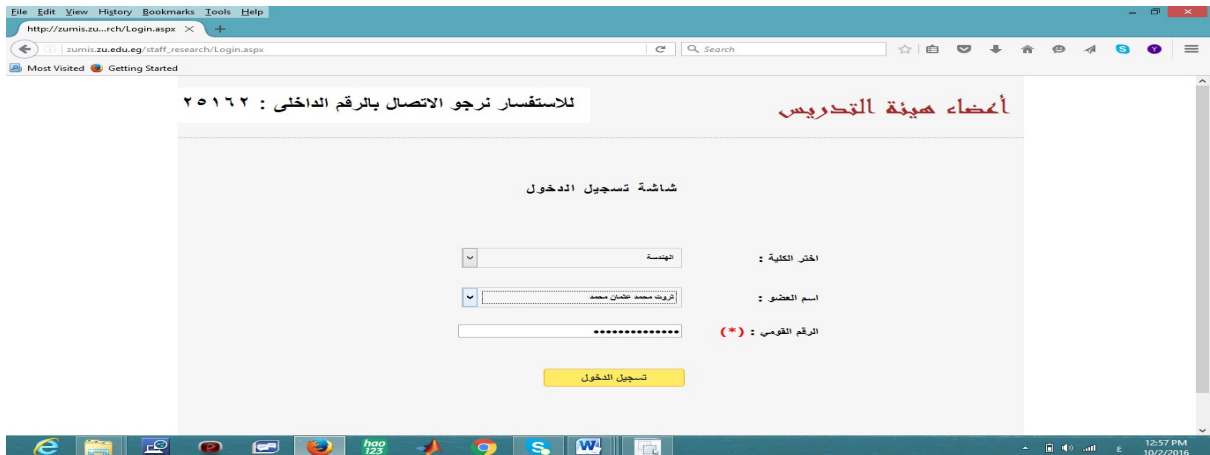 File Edit View History Bookmarks Tools Help
http://zumis.zu...rch/Login.aspx
zumis.zu.edu.eg/staff_research/Login.aspx
Search
Most Visited Getting Started
أعضاء هيئة التدريس
للاستفسار نرجو الاتصال بالرقم الداخلى : ٢٥١٦٢
شاشة تسجيل الدخول
اختر الكلية :
الهندسة
اسم العضو :
ثروت محمد عثمان محمد
الرقم القومي : (*)
تسجيل الدخول
hao
123
ع
12:57 PM
10/2/2016